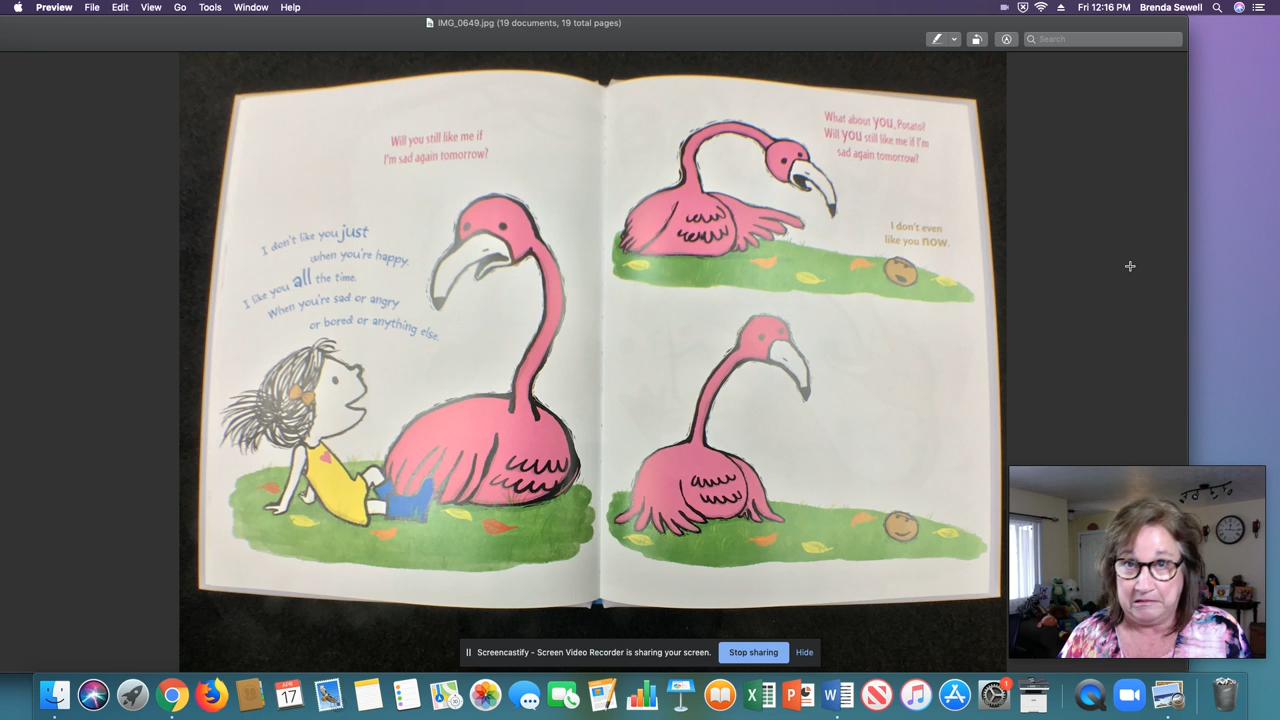 Preview File Edit View Go Tools Window Help
Fri 12:16 PM Brenda Sewell
IMG_0649.jpg (19 documents, 19 total pages)
Search
Will you still like me if
I'm sad again tomorrow?
I don't like you just
when you're happy.
I like you all the time.
When you're sad or angry
or bored or anything else.
What about you, Potato?
Will you still like me if I'm
sad again tomorrow?
I don't even
like you now.
Screencastify - Screen Video Recorder is sharing your screen.
Stop sharing
Hide
APR
17
1